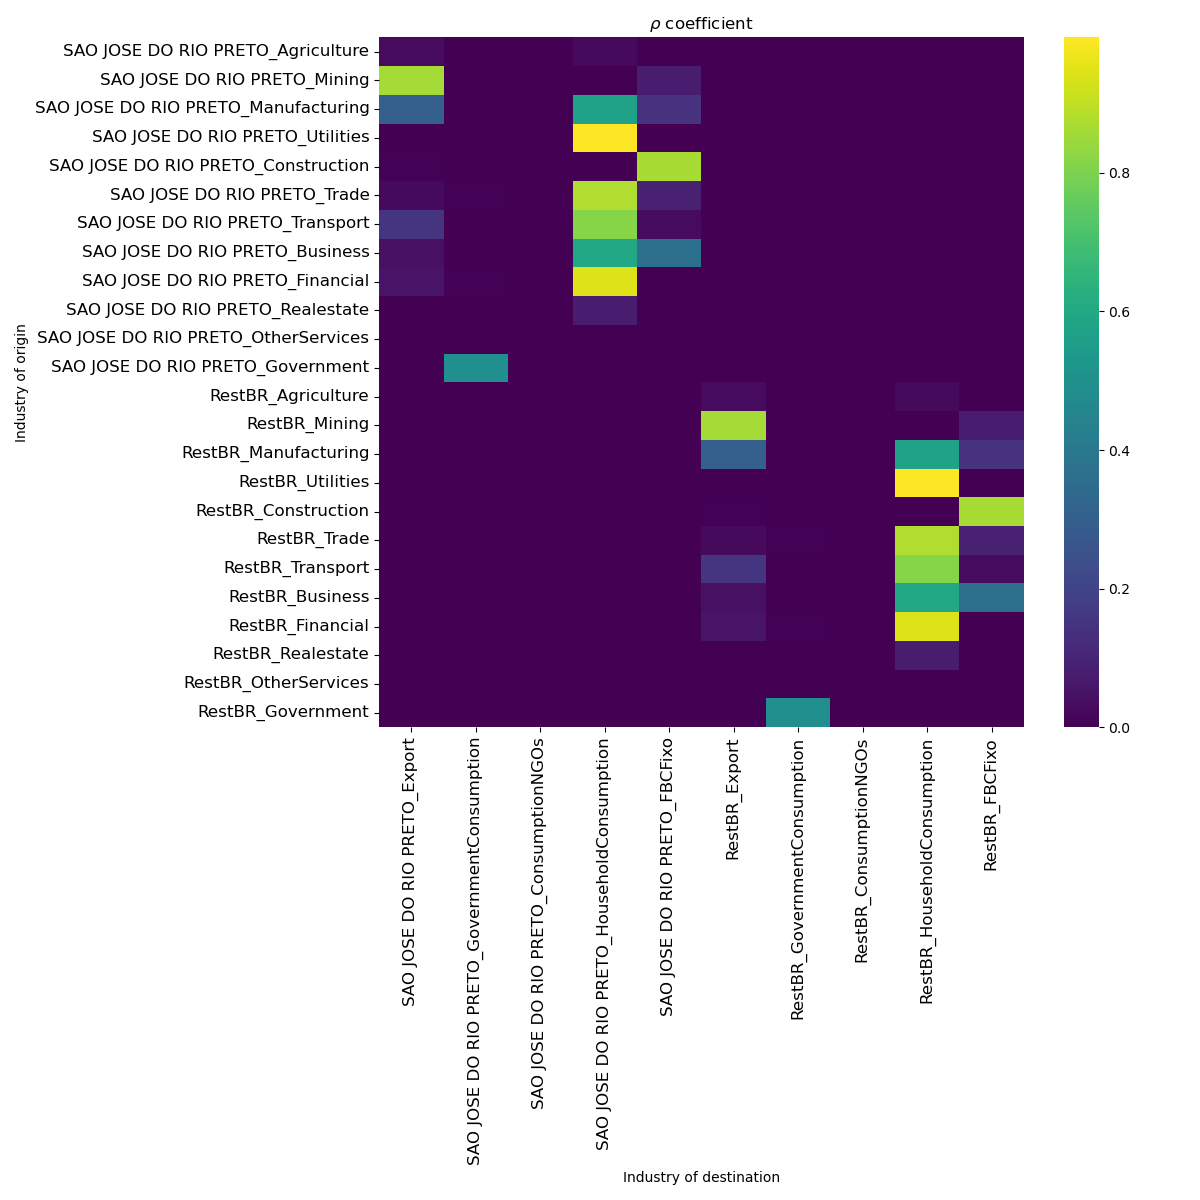 ρ coefficient
SAO JOSE DO RIO PRETO_Agriculture
SAO JOSE DO RIO PRETO_Mining
SAO JOSE DO RIO PRETO_Manufacturing
SAO JOSE DO RIO PRETO_Utilities
SAO JOSE DO RIO PRETO_Construction
SAO JOSE DO RIO PRETO_Trade
SAO JOSE DO RIO PRETO_Transport
SAO JOSE DO RIO PRETO_Business
SAO JOSE DO RIO PRETO_Financial
SAO JOSE DO RIO PRETO_Realestate
SAO JOSE DO RIO PRETO_OtherServices
SAO JOSE DO RIO PRETO_Government
RestBR_Agriculture
RestBR_Mining
RestBR_Manufacturing
RestBR_Utilities
RestBR_Construction
RestBR_Trade
RestBR_Transport
RestBR_Business
RestBR_Financial
RestBR_Realestate
RestBR_OtherServices
RestBR_Government
Industry of origin
0.8
0.6
0.4
0.2
0.0
SAO JOSE DO RIO PRETO_Export
SAO JOSE DO RIO PRETO_GovernmentConsumption
SAO JOSE DO RIO PRETO_ConsumptionNGOs
SAO JOSE DO RIO PRETO_HouseholdConsumption
SAO JOSE DO RIO PRETO_FBCFixo
RestBR_Export
RestBR_GovernmentConsumption
RestBR_ConsumptionNGOs
RestBR_HouseholdConsumption
RestBR_FBCFixo
Industry of destination